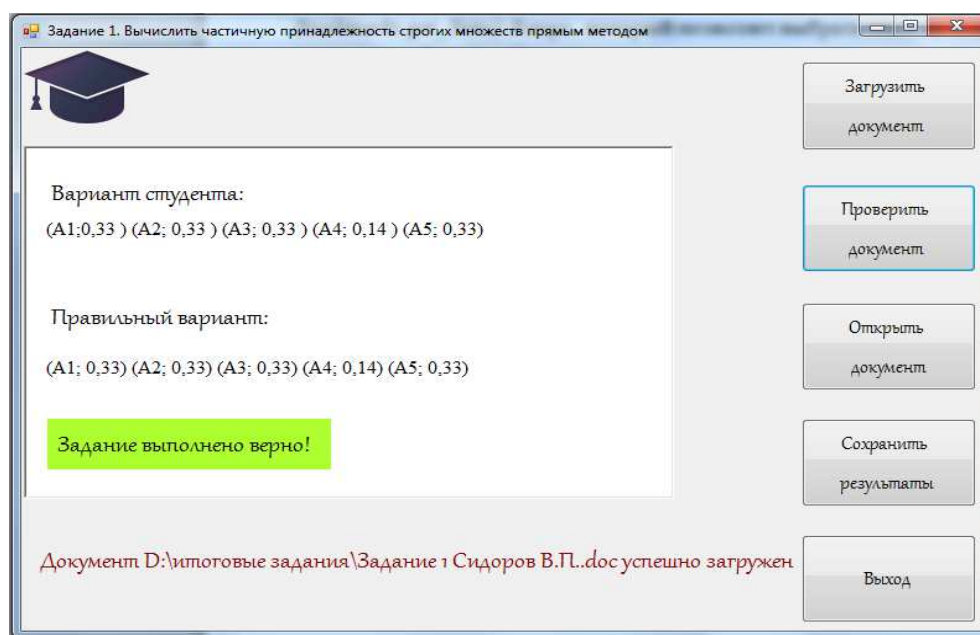 Задание 1. Вычислить частичную принадлежность строгих множеств прямым методом
Загрузить
документ
Вариант студента:
(A1;0,33 ) (A2; 0,33 ) (A3; 0,33 ) (A4; 0,14 ) (A5; 0,33)
Проверить
документ
Правильный вариант:
(A1; 0,33) (A2; 0,33) (A3; 0,33) (A4; 0,14) (A5; 0,33)
Открыть
документ
Задание выполнено верно!
Сохранить
результаты
Документ D:\итоговые задания\Задание 1 Сидоров В.П..doc успешно загружен
Выход